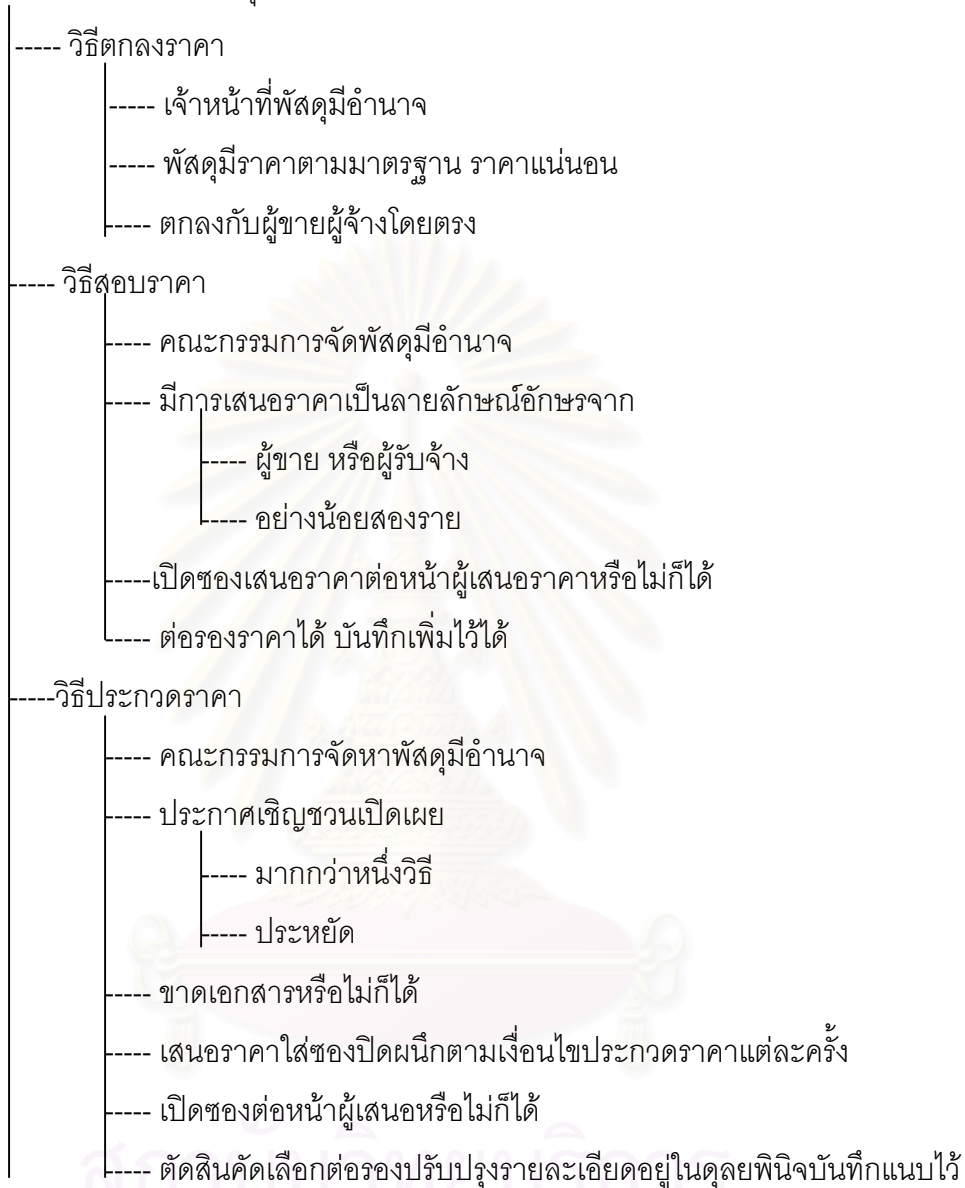 ----- วิธีตกลงราคา
----- เจ้าหน้าที่พัสดุมีอำนาจ
----- พัสดุมีราคาตามมาตรฐาน ราคาแน่นอน
----- ตกลงกับผู้ขายผู้จ้างโดยตรง
----- วิธีสอบราคา
----- คณะกรรมการจัดพัสดุมีอำนาจ
----- มีการเสนอราคาเป็นลายลักษณ์อักษรจาก
----- ผู้ขาย หรือผู้รับจ้าง
----- อย่างน้อยสองราย
-----เปิดซองเสนอราคาต่อหน้าผู้เสนอราคาหรือไม่ก็ได้
----- ต่อรองราคาได้ บันทึกเพิ่มไว้ได้
-----วิธีประกวดราคา
----- คณะกรรมการจัดหาพัสดุมีอำนาจ
----- ประกาศเชิญชวนเปิดเผย
----- มากกว่าหนึ่งวิธี
----- ประหยัด
----- ขาดเอกสารหรือไม่ก็ได้
----- เสนอราคาใส่ซองปิดผนึกตามเงื่อนไขประกวดราคาแต่ละครั้ง
----- เปิดซองต่อหน้าผู้เสนอหรือไม่ก็ได้
----- ตัดสินคัดเลือกต่อรองปรับปรุงรายละเอียดอยู่ในดุลยพินิจบันทึกแนบไว้